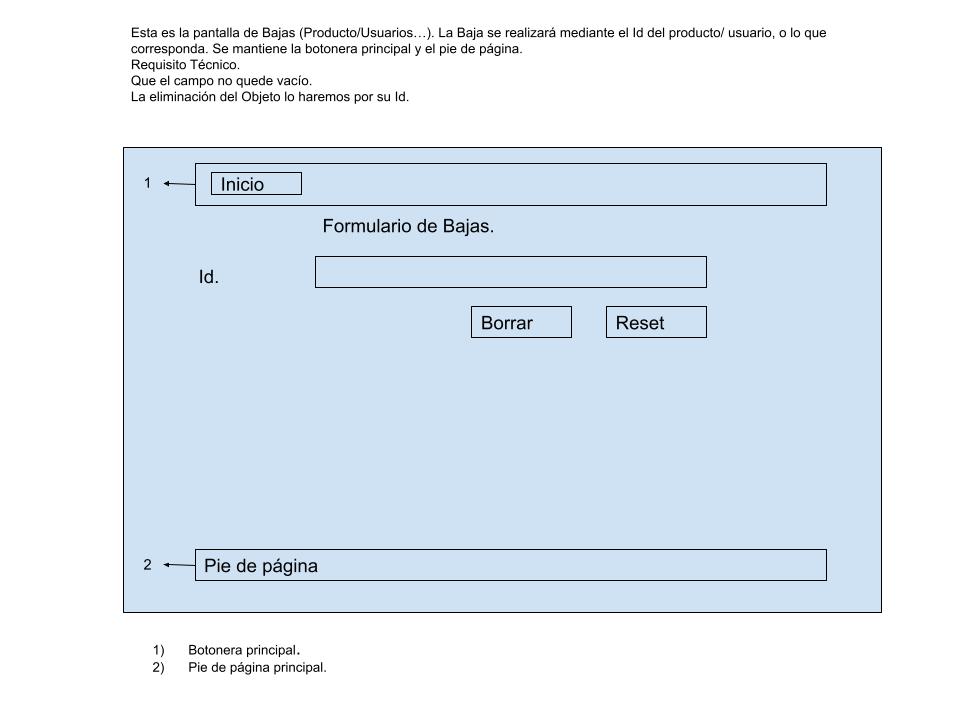 Esta es la pantalla de Bajas (Producto/Usuarios…). La Baja se realizará mediante el Id del producto/ usuario, o lo que
corresponda. Se mantiene la botonera principal y el pie de página.
Requisito Técnico.
Que el campo no quede vacío.
La eliminación del Objeto lo haremos por su Id.
1
Inicio
Formulario de Bajas.
Id.
Borrar
Reset
2
Pie de página
1) Botonera principal.
2) Pie de página principal.